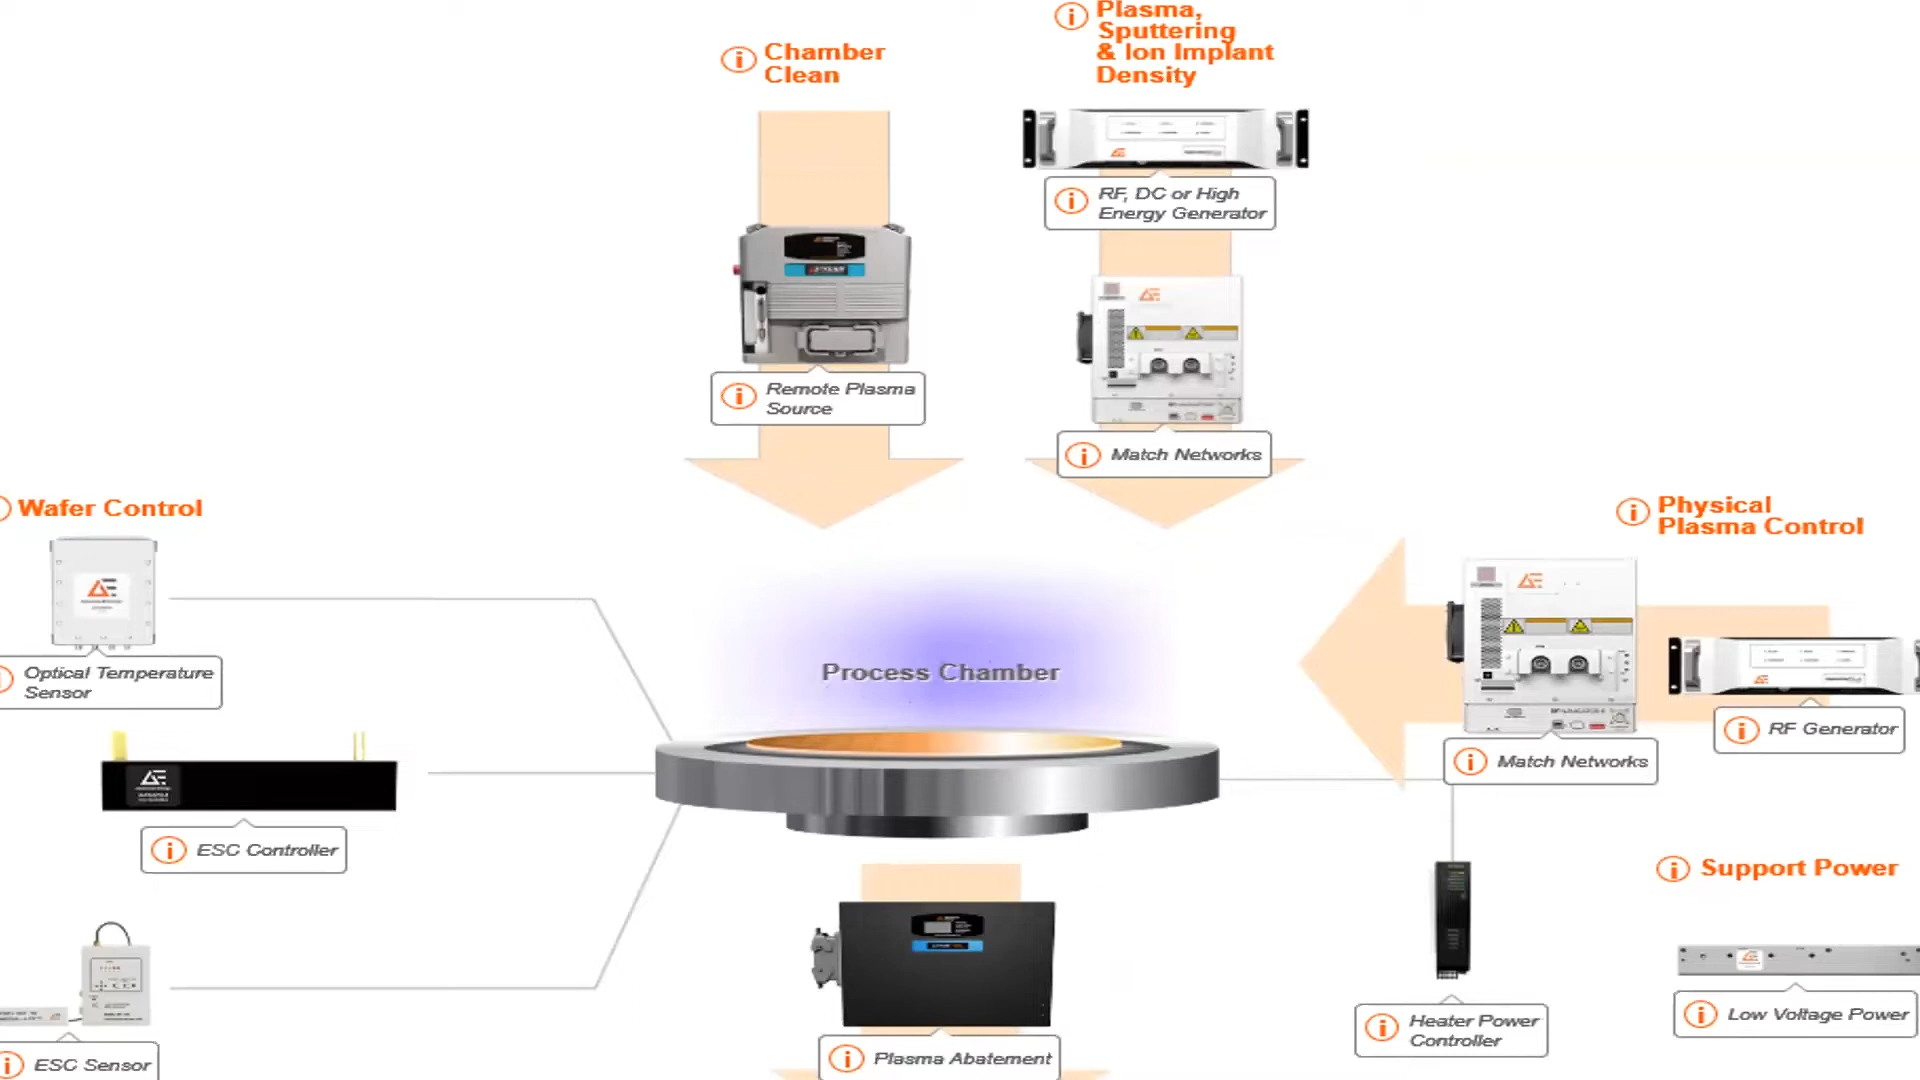 Chamber
Clean
Plasma,
Sputtering
& Ion Implant
Density
RF, DC or High
Energy Generator
Remote Plasma
Source
Match Networks
Wafer Control
Physical
Plasma Control
Optical Temperature
Sensor
Process Chamber
RF Generator
Match Networks
ESC Controller
Support Power
Low Voltage Power
Heater Power
Controller
Plasma Abatement
ESC Sensor